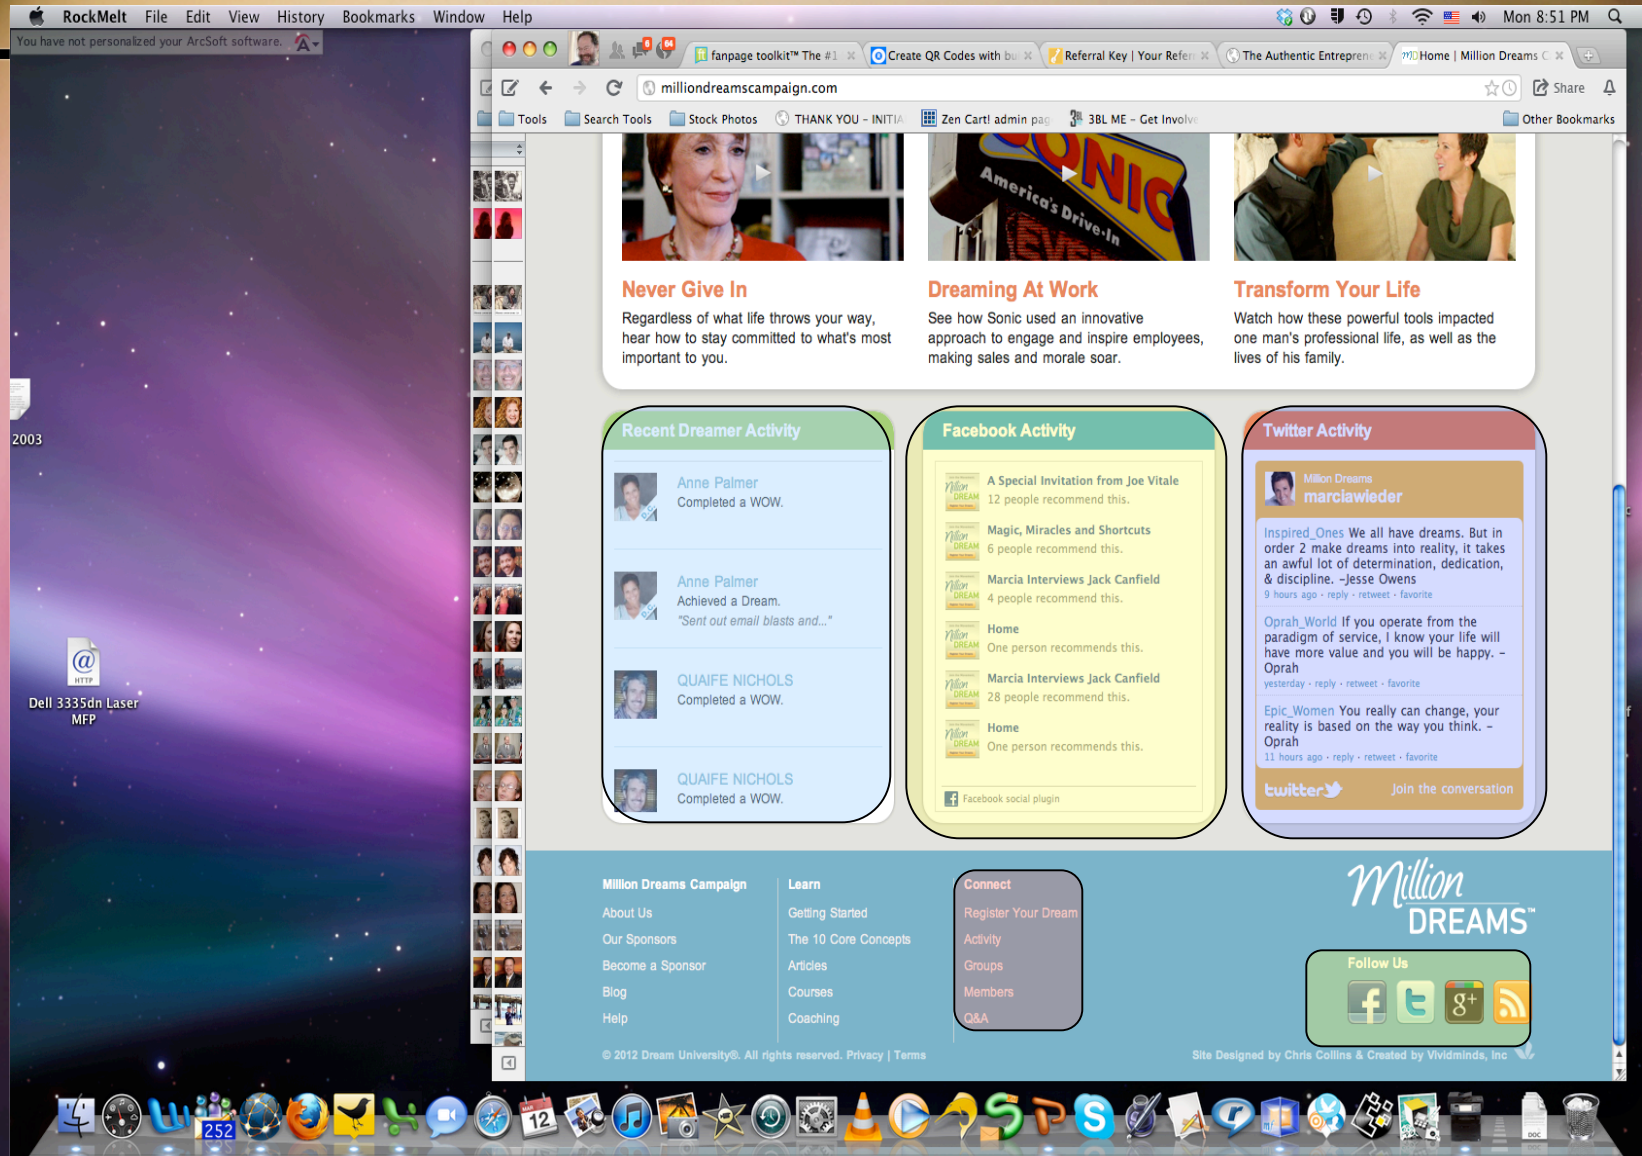 RockMelt File Edit View History Bookmarks Window Help
Mon 8:51 PM
You have not personalized your ArcSoft software.
6
64
fanpage toolkit™ The #1
Create QR Codes with bu
Referral Key | Your Referr
The Authentic Entreprene
Home | Million Dreams C
milliondreamscampaign.com
Share
Tools
Search Tools
Stock Photos
THANK YOU – INITIA
Zen Cart! admin pag
3BL ME – Get Involve
Other Bookmarks
SONIC
America's Drive-In
Never Give In
Regardless of what life throws your way,
hear how to stay committed to what's most
important to you.
Dreaming At Work
See how Sonic used an innovative
approach to engage and inspire employees,
making sales and morale soar.
Transform Your Life
Watch how these powerful tools impacted
one man's professional life, as well as the
lives of his family.
2003
HTTP
Dell 3335dn Laser
MFP
Recent Dreamer Activity
Anne Palmer
Completed a WOW.
Anne Palmer
Achieved a Dream.
"Sent out email blasts and..."
QUAIFE NICHOLS
Completed a WOW.
QUAIFE NICHOLS
Completed a WOW.
Facebook Activity
A Special Invitation from Joe Vitale
12 people recommend this.
Magic, Miracles and Shortcuts
6 people recommend this.
Marcia Interviews Jack Canfield
4 people recommend this.
Home
One person recommends this.
Marcia Interviews Jack Canfield
28 people recommend this.
Home
One person recommends this.
Facebook social plugin
Twitter Activity
Million Dreams
marciawieder
Inspired_Ones We all have dreams. But in
order 2 make dreams into reality, it takes
an awful lot of determination, dedication,
& discipline. –Jesse Owens
9 hours ago · reply · retweet · favorite
Oprah_World If you operate from the
paradigm of service, I know your life will
have more value and you will be happy. –
Oprah
yesterday · reply · retweet · favorite
Epic_Women You really can change, your
reality is based on the way you think. –
Oprah
11 hours ago · reply · retweet · favorite
twitter
Join the conversation
Million Dreams Campaign
About Us
Our Sponsors
Become a Sponsor
Blog
Help
Learn
Getting Started
The 10 Core Concepts
Articles
Courses
Coaching
Connect
Register Your Dream
Activity
Groups
Members
Q&A
Million
DREAMS™
Follow Us
© 2012 Dream University®. All rights reserved. Privacy | Terms
Site Designed by Chris Collins & Created by Vividminds, Inc
252
MAR
12
DOC